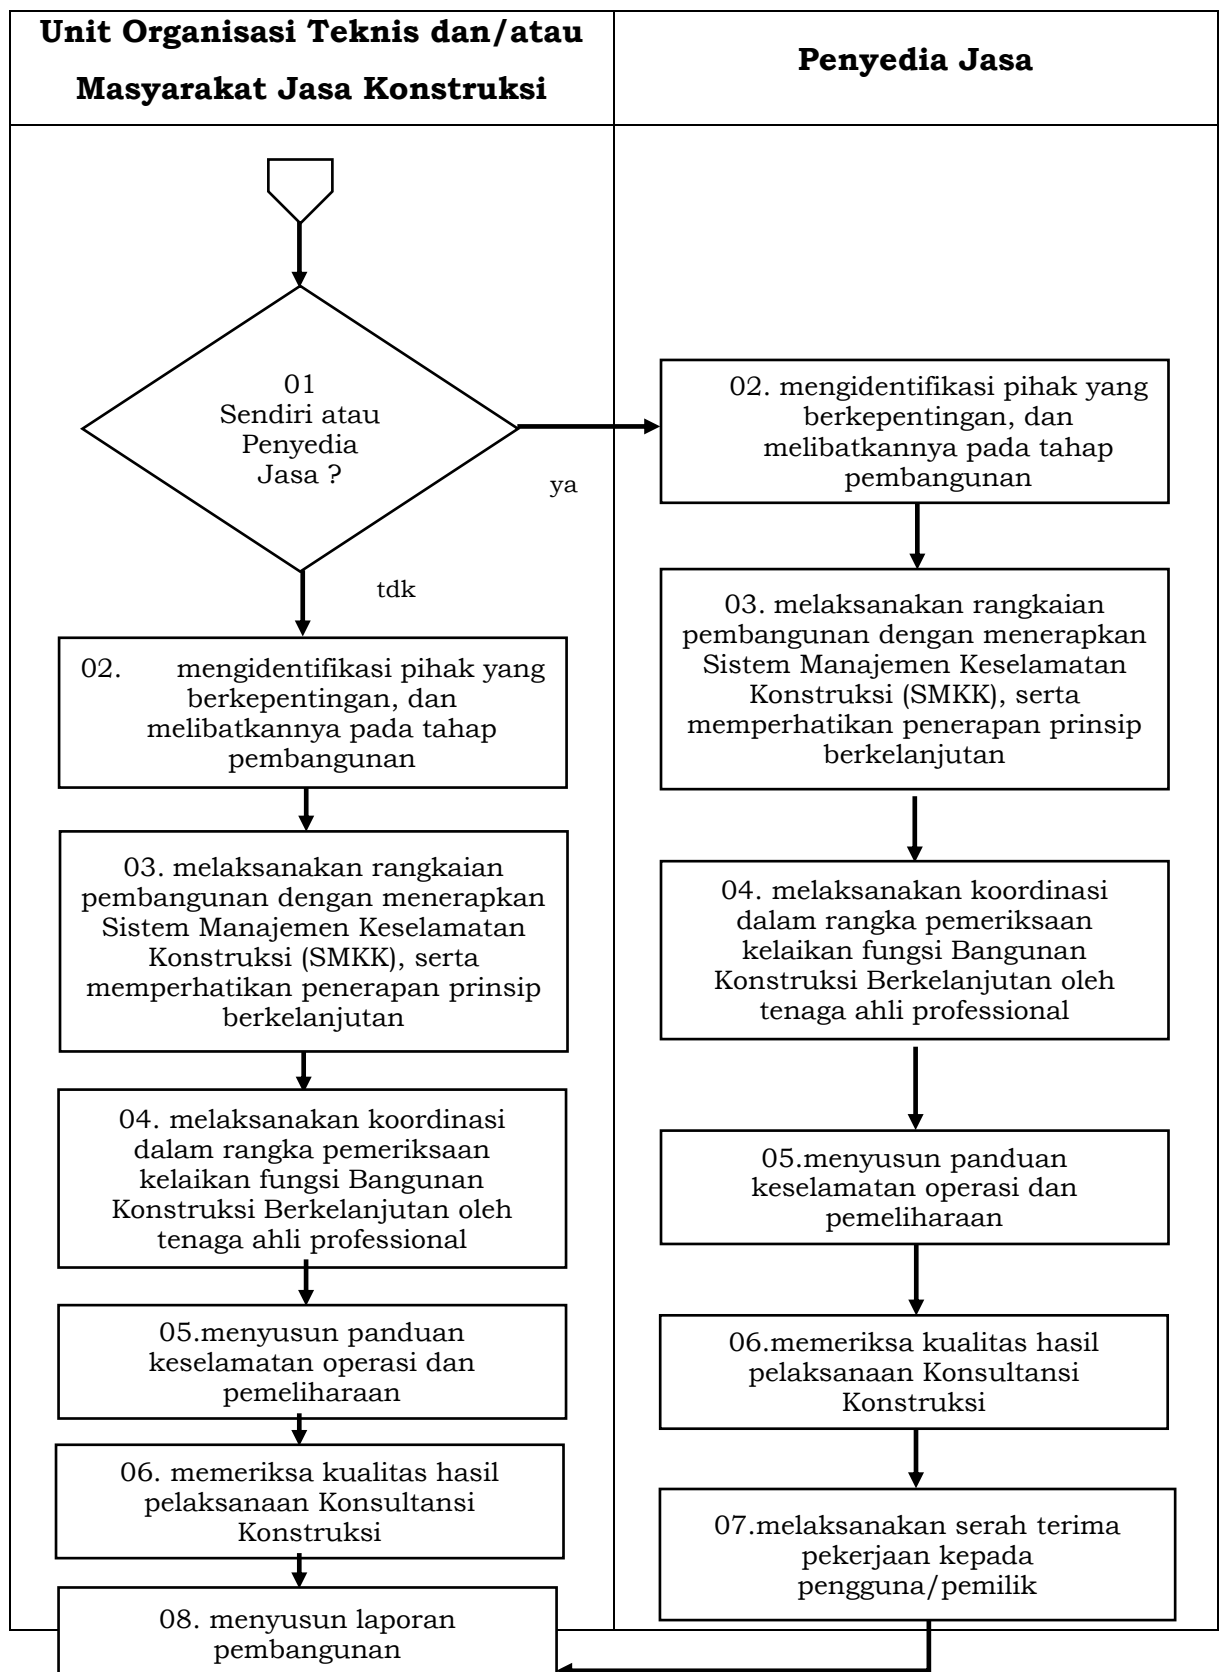 Unit Organisasi Teknis dan/atau
Masyarakat Jasa Konstruksi
Penyedia Jasa
01
Sendiri atau
Penyedia
Jasa ?
ya
tdk
02. mengidentifikasi pihak yang
berkepentingan, dan
melibatkannya pada tahap
pembangunan
03. melaksanakan rangkaian
pembangunan dengan menerapkan
Sistem Manajemen Keselamatan
Konstruksi (SMKK), serta
memperhatikan penerapan prinsip
berkelanjutan
04. melaksanakan koordinasi
dalam rangka pemeriksaan
kelaikan fungsi Bangunan
Konstruksi Berkelanjutan oleh
tenaga ahli professional
05.menyusun panduan
keselamatan operasi dan
pemeliharaan
06. memeriksa kualitas hasil
pelaksanaan Konsultansi
Konstruksi
08. menyusun laporan
pembangunan
02. mengidentifikasi pihak yang
berkepentingan, dan
melibatkannya pada tahap
pembangunan
03. melaksanakan rangkaian
pembangunan dengan menerapkan
Sistem Manajemen Keselamatan
Konstruksi (SMKK), serta
memperhatikan penerapan prinsip
berkelanjutan
04. melaksanakan koordinasi
dalam rangka pemeriksaan
kelaikan fungsi Bangunan
Konstruksi Berkelanjutan oleh
tenaga ahli professional
05.menyusun panduan
keselamatan operasi dan
pemeliharaan
06.memeriksa kualitas hasil
pelaksanaan Konsultansi
Konstruksi
07.melaksanakan serah terima
pekerjaan kepada
pengguna/pemilik